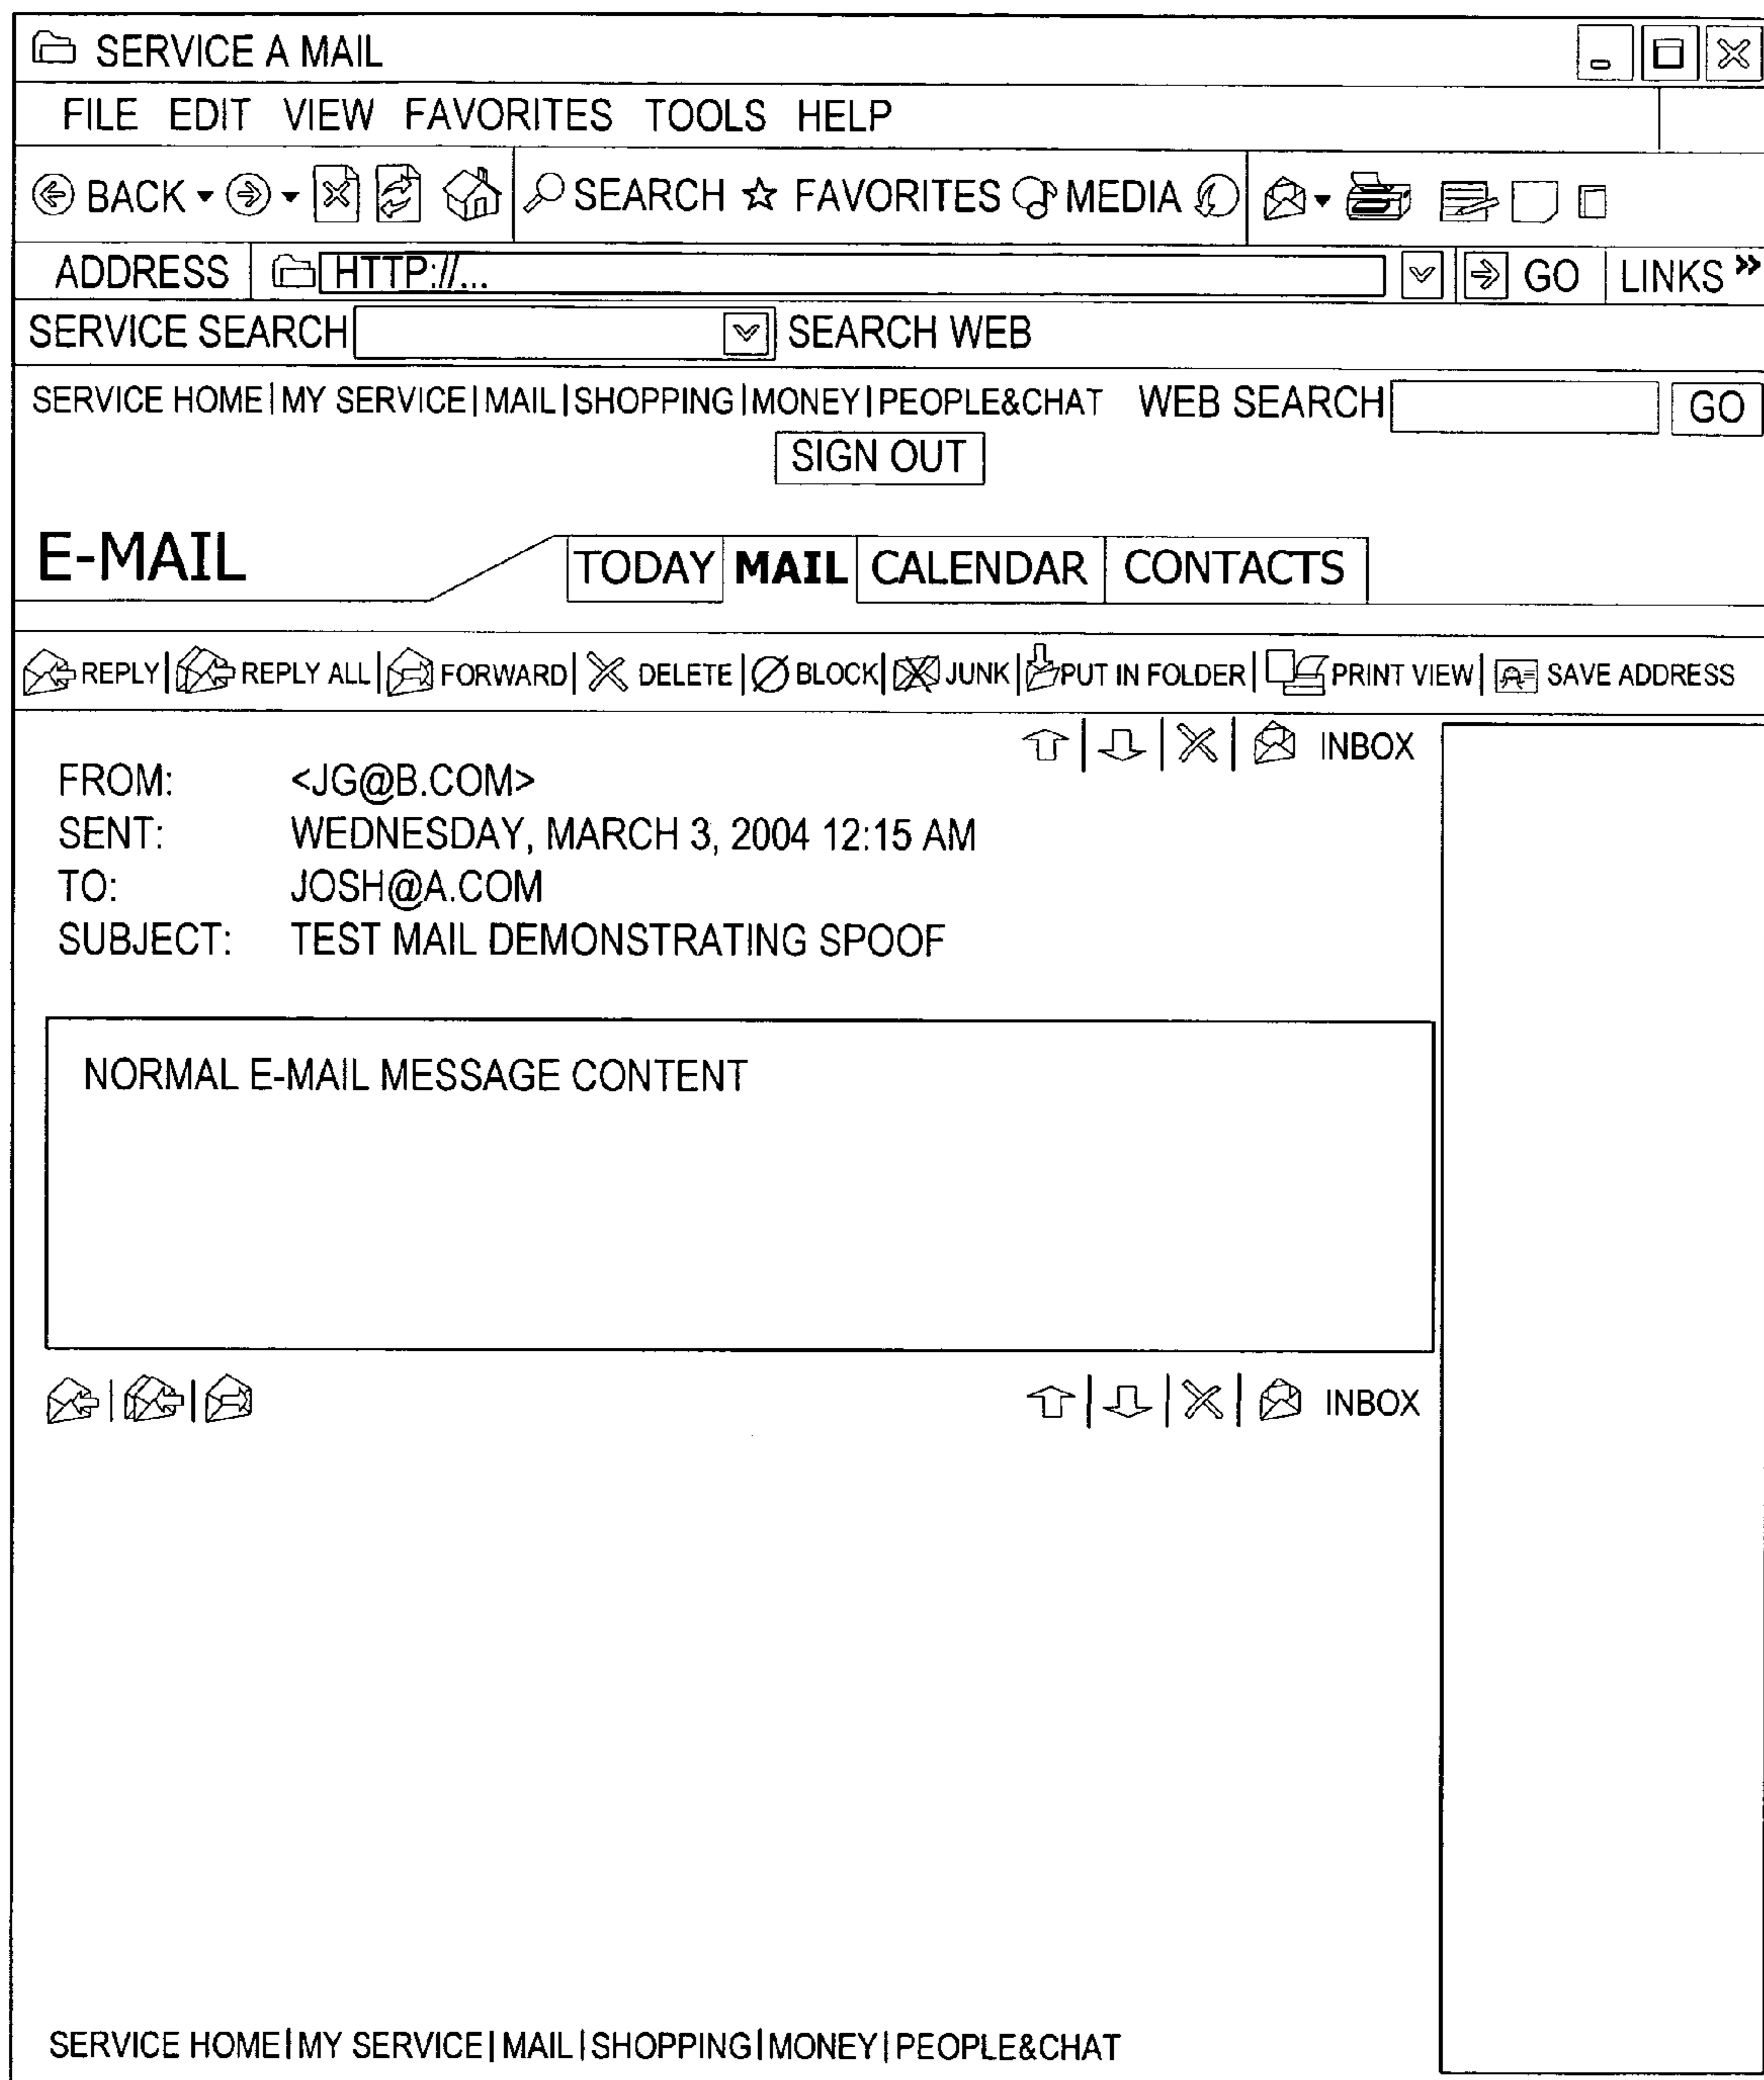 SERVICE A MAIL
FILE EDIT VIEW FAVORITES TOOLS HELP
BACK SEARCH FAVORITES MEDIA
ADDRESS HTTP://... GO LINKS »
SERVICE SEARCH SEARCH WEB
SERVICE HOME|MY SERVICE|MAIL|SHOPPING|MONEY|PEOPLE&CHAT WEB SEARCH GO
SIGN OUT
E-MAIL TODAY MAIL CALENDAR CONTACTS
REPLY| REPLY ALL| FORWARD| DELETE| BLOCK| JUNK| PUT IN FOLDER| PRINT VIEW| SAVE ADDRESS
INBOX
FROM: <JG@B.COM>
SENT: WEDNESDAY, MARCH 3, 2004 12:15 AM
TO: JOSH@A.COM
SUBJECT: TEST MAIL DEMONSTRATING SPOOF
NORMAL E-MAIL MESSAGE CONTENT
INBOX
SERVICE HOME|MY SERVICE|MAIL|SHOPPING|MONEY|PEOPLE&CHAT